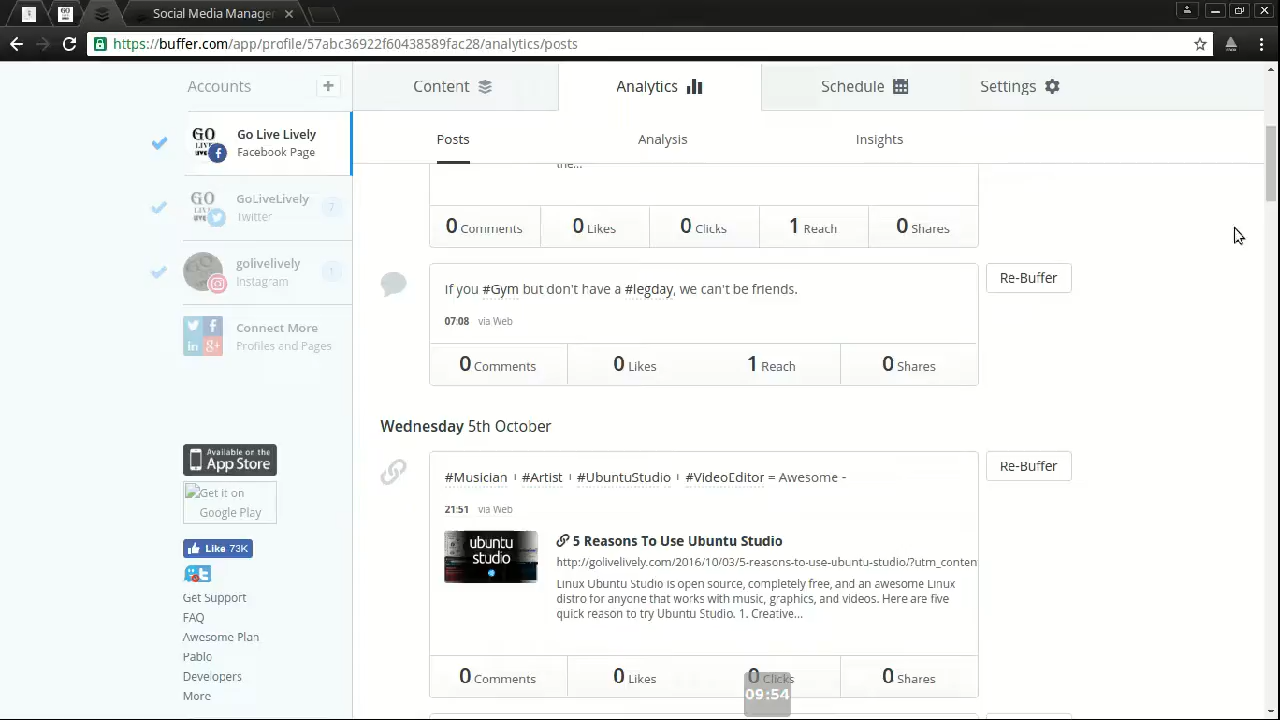 Social Media Manager
https://buffer.com/app/profile/57abc36922f60438589fac28/analytics/posts
Accounts
+
Content
Analytics
Schedule
Settings
GO
LIVE
Go Live Lively
Facebook Page
Posts
Analysis
Insights
the...
GoLiveLively
Twitter
7
0 Comments
0 Likes
0 Clicks
1 Reach
0 Shares
golivelively
Instagram
1
If you #Gym but don't have a #legday, we can't be friends.
Re-Buffer
07:08 via Web
Connect More
Profiles and Pages
0 Comments
0 Likes
1 Reach
0 Shares
Wednesday 5th October
Available on the
App Store
#Musician + #Artist + #UbuntuStudio + #VideoEditor = Awesome -
Re-Buffer
Get it on
Google Play
21:51 via Web
Like 73K
ubuntu
studio
5 Reasons To Use Ubuntu Studio
http://golivelively.com/2016/10/03/5-reasons-to-use-ubuntu-studio/?utm_conten
Linux Ubuntu Studio is open source, completely free, and an awesome Linux
distro for anyone that works with music, graphics, and videos. Here are five
quick reason to try Ubuntu Studio. 1. Creative...
Get Support
FAQ
Awesome Plan
Pablo
Developers
More
0 Comments
0 Likes
0 Clicks
0 Shares
09:54